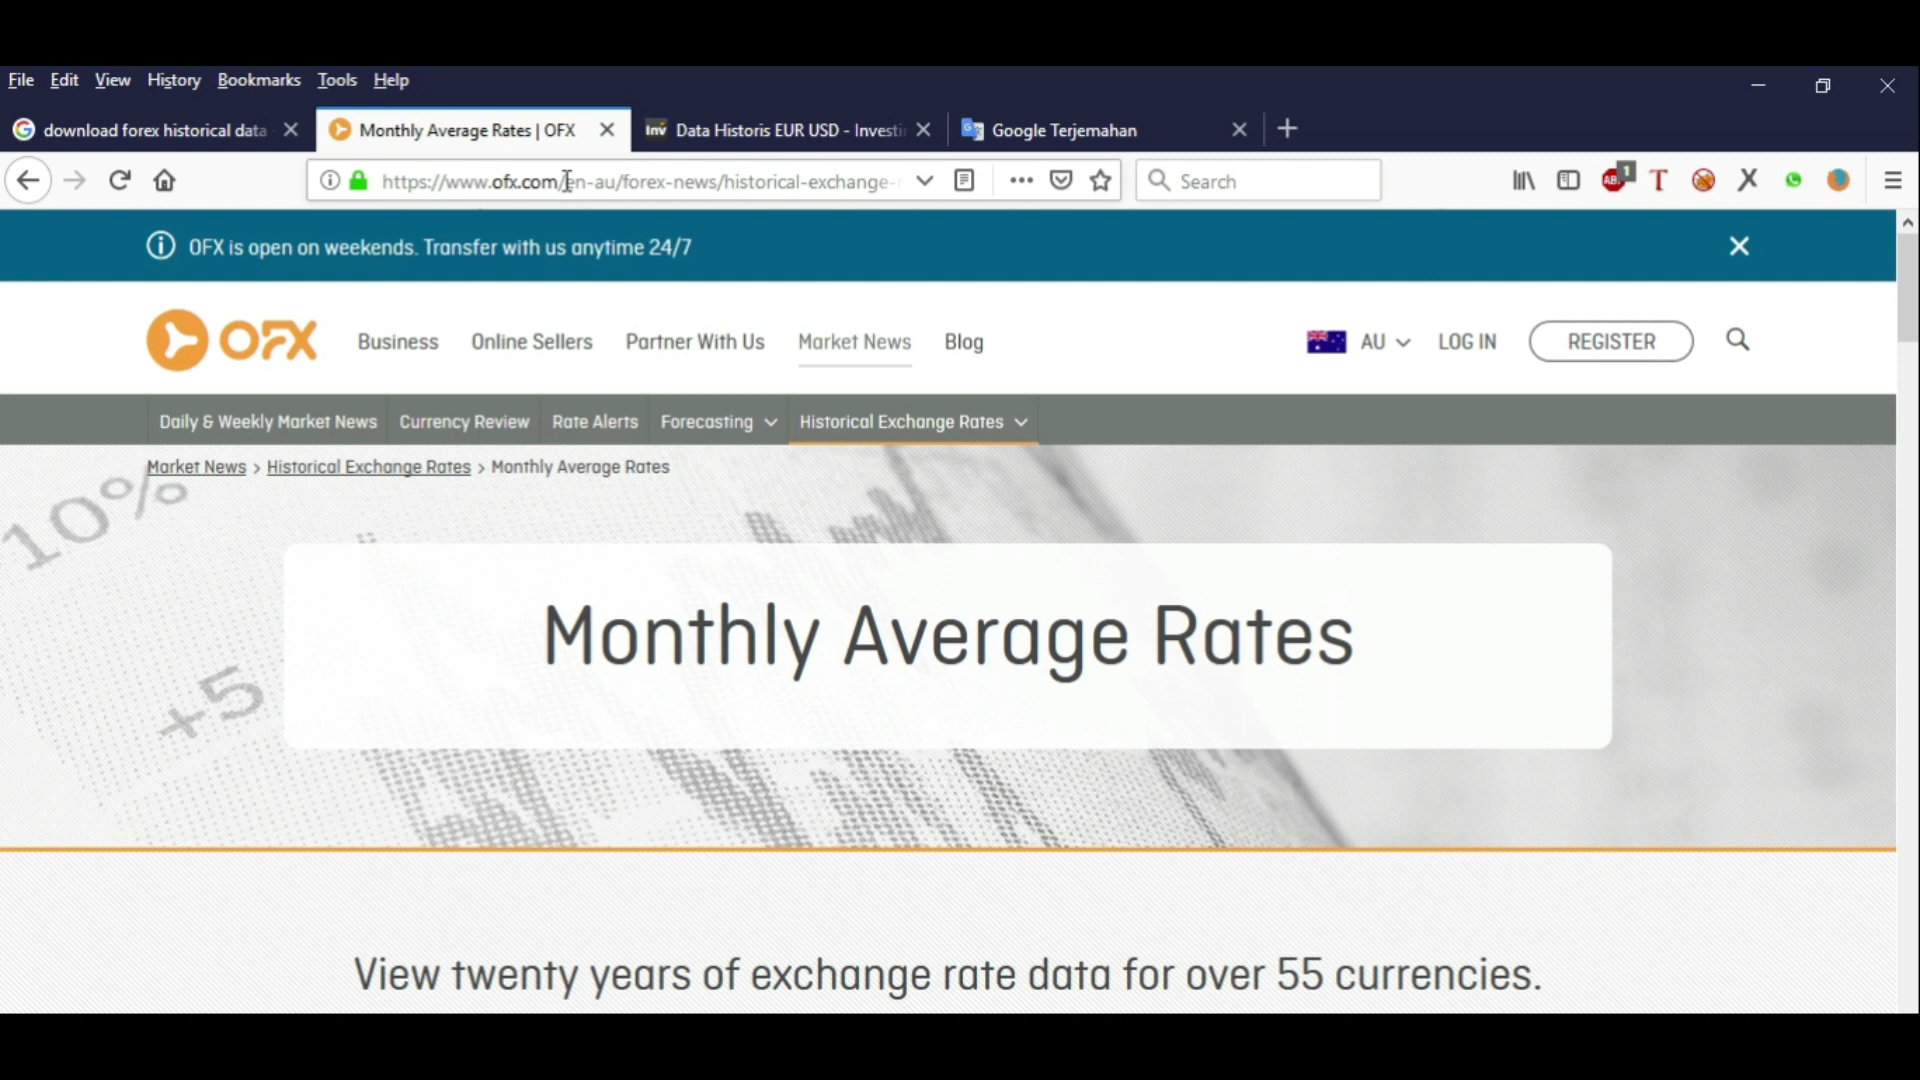 File Edit View History Bookmarks Tools Help
download forex historical data
Monthly Average Rates | OFX
Data Historis EUR USD - Investi
Google Terjemahan
https://www.ofx.com/en-au/forex-news/historical-exchange-
Search
ABP 1
T
X
OFX is open on weekends. Transfer with us anytime 24/7
OFX
Business Online Sellers Partner With Us Market News Blog
AU LOG IN REGISTER
Daily & Weekly Market News Currency Review Rate Alerts Forecasting Historical Exchange Rates
Market News > Historical Exchange Rates > Monthly Average Rates
10%
+5
Monthly Average Rates
View twenty years of exchange rate data for over 55 currencies.